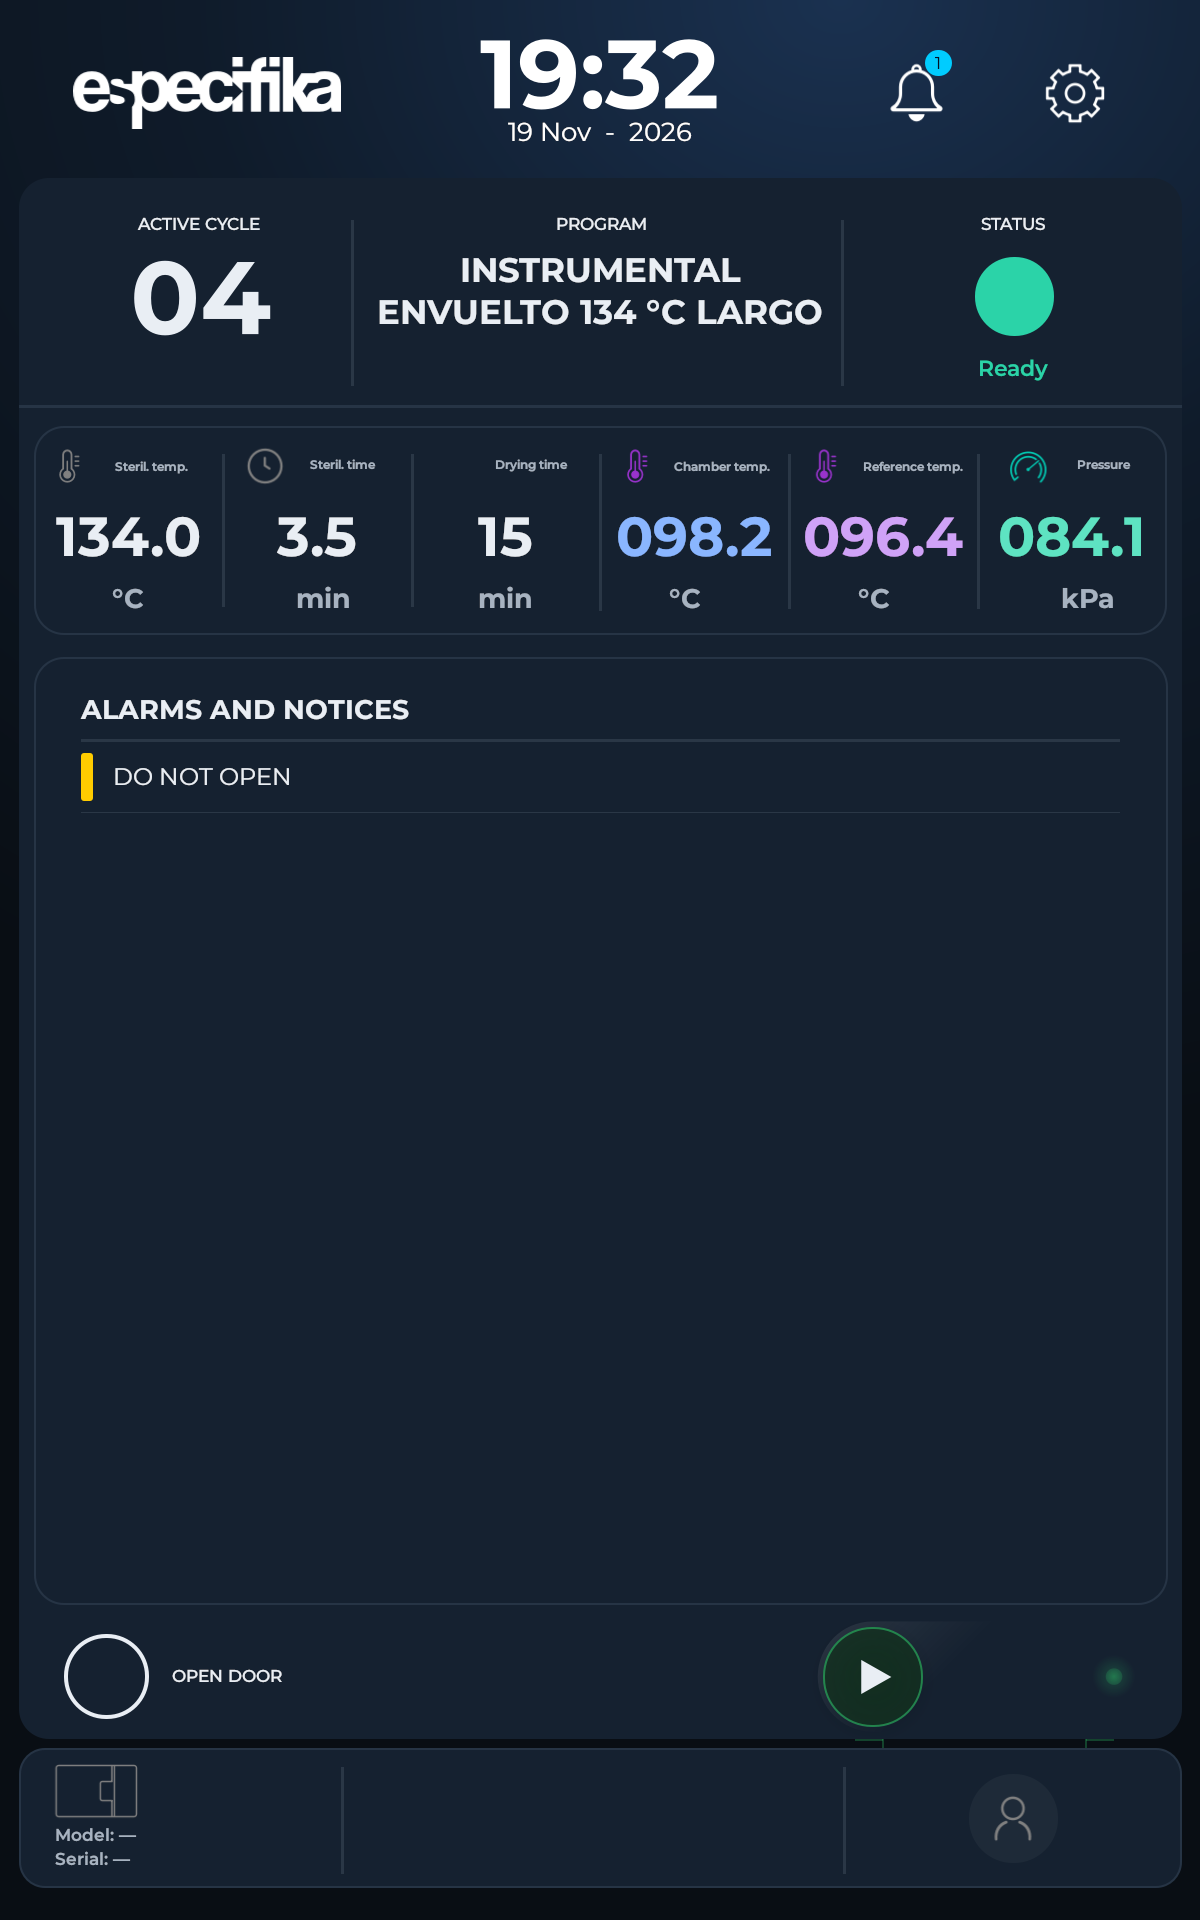 especifika
19:32
19 Nov - 2026
1
ACTIVE CYCLE
04
PROGRAM
INSTRUMENTAL
ENVUELTO 134 °C LARGO
STATUS
Ready
Steril. temp.
134.0
°C
Steril. time
3.5
min
Drying time
15
min
Chamber temp.
098.2
°C
Reference temp.
096.4
°C
Pressure
084.1
kPa
ALARMS AND NOTICES
DO NOT OPEN
OPEN DOOR
Model: —
Serial: —